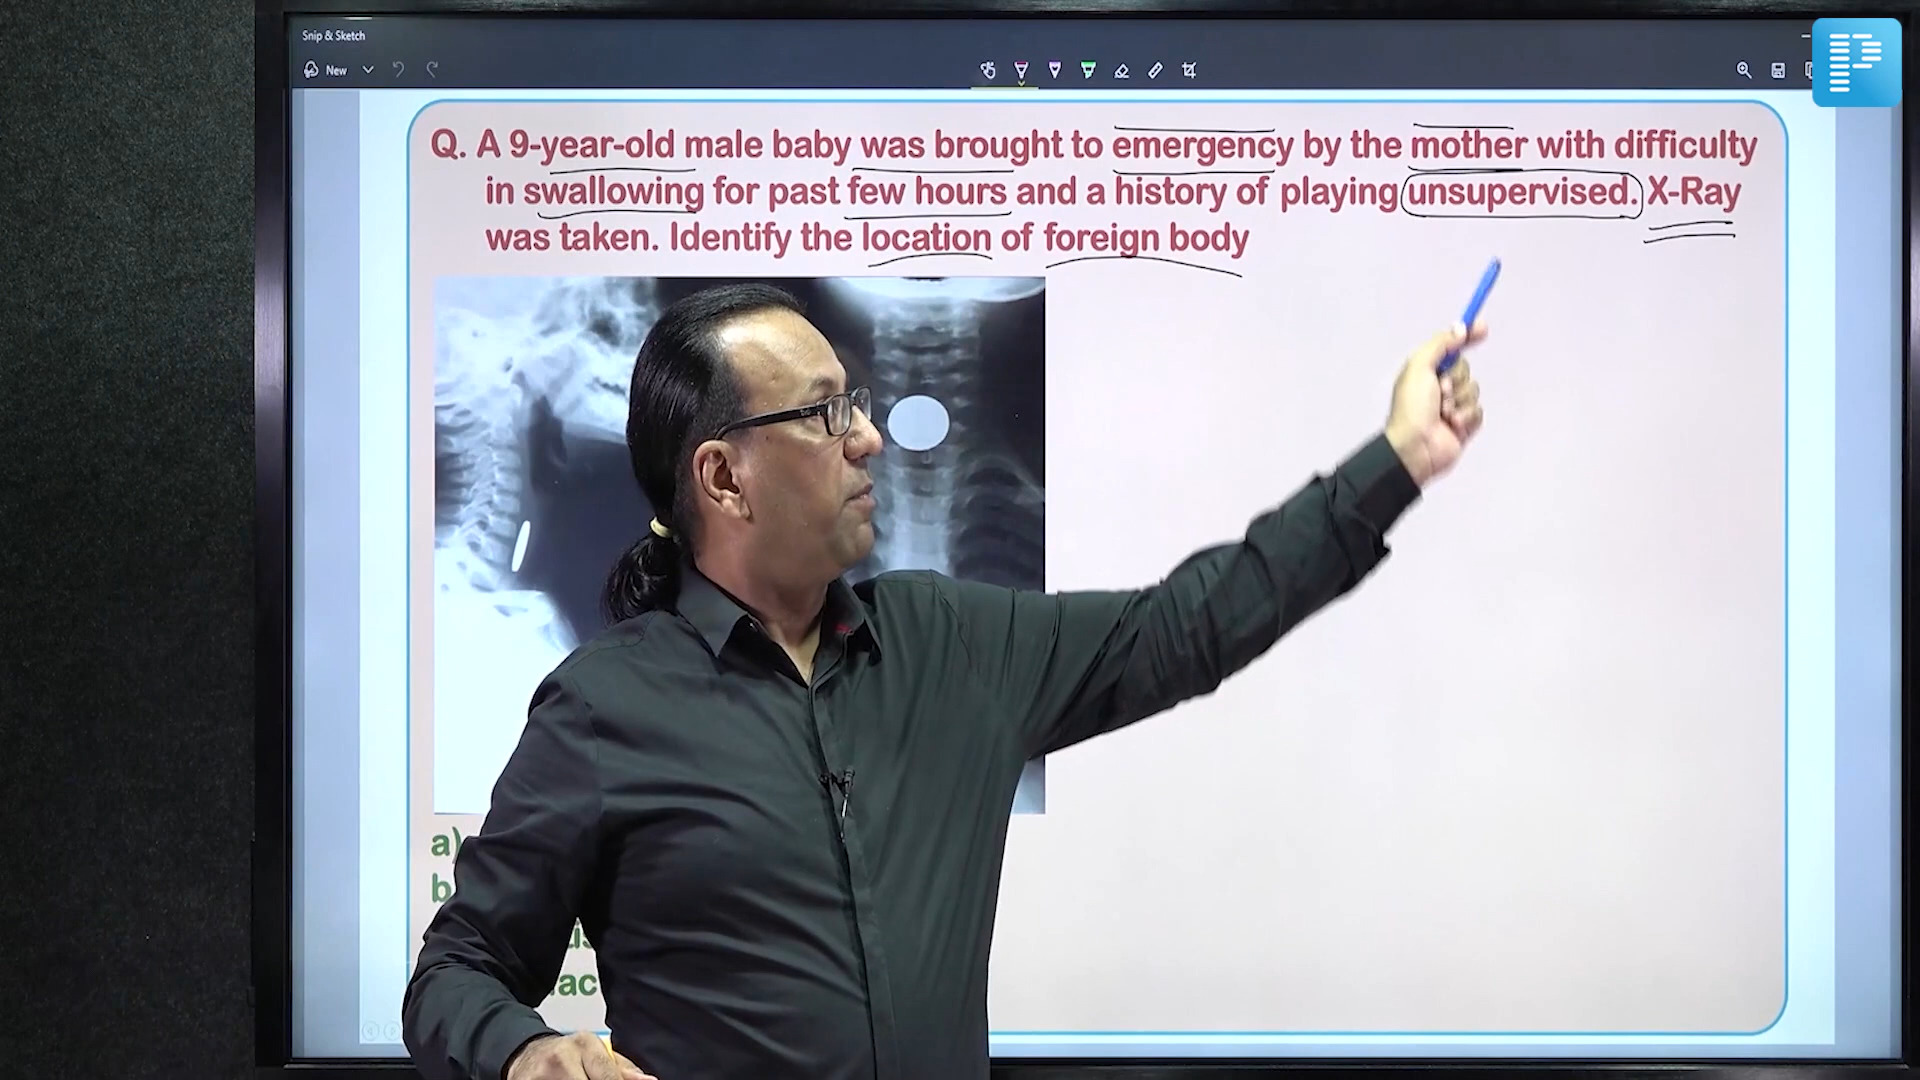 Snip & Sketch
New
Q. A 9-year-old male baby was brought to emergency by the mother with difficulty
in swallowing for past few hours and a history of playing unsupervised. X-Ray
was taken. Identify the location of foreign body
a)
b